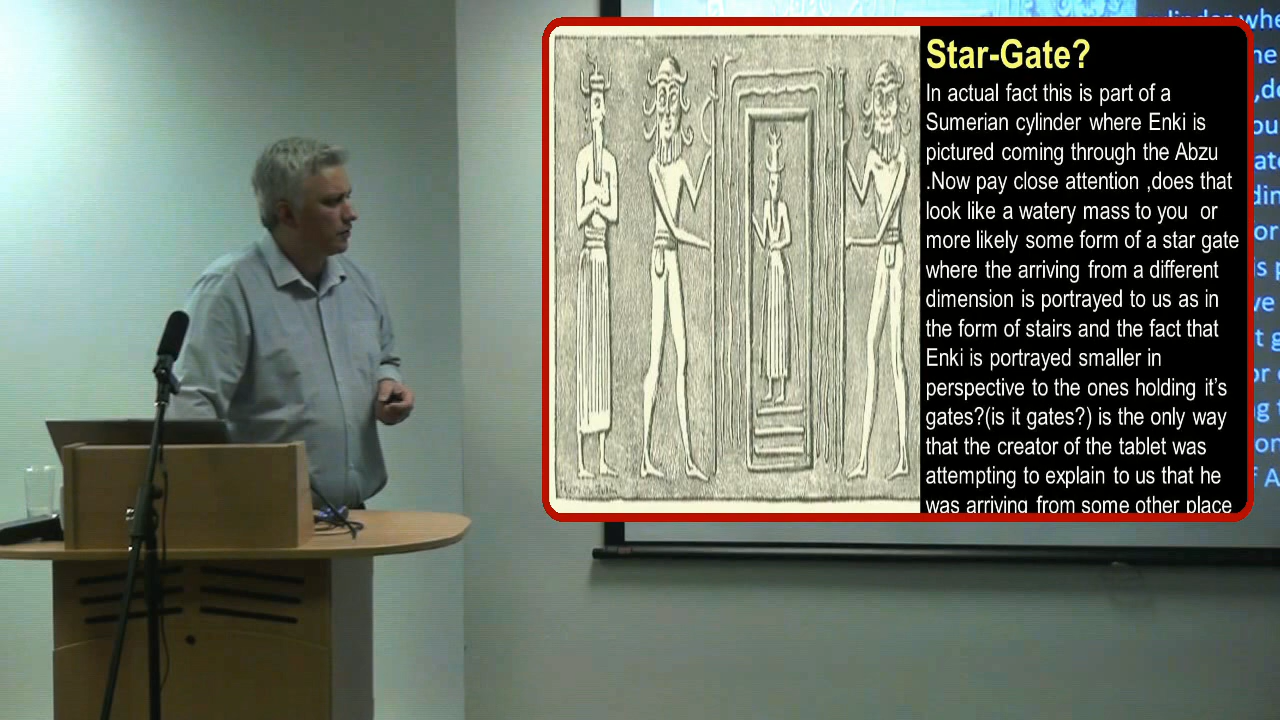 Star-Gate?
In actual fact this is part of a
Sumerian cylinder where Enki is
pictured coming through the Abzu
.Now pay close attention ,does that
look like a watery mass to you or
more likely some form of a star gate
where the arriving from a different
dimension is portrayed to us as in
the form of stairs and the fact that
Enki is portrayed smaller in
perspective to the ones holding it's
gates?(is it gates?) is the only way
that the creator of the tablet was
attempting to explain to us that he
was arriving from some other place